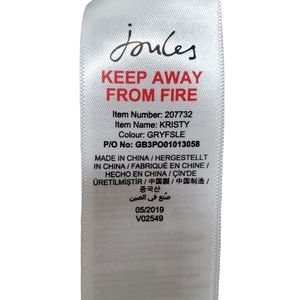 Joules
KEEP AWAY
FROM FIRE
Item Number: 207732
Item Name: KRISTY
Colour: GRYFSLE
P/O No: GB3PO01013058
MADE IN CHINA / HERGESTELLT
IN CHINA / FABRIQUÉ EN CHINE /
HECHO EN CHINA / ÇİN'DE
ÜRETİLMİŞTİR / 中国製 / 中国制造 /
중국산
صنع في الصين
05/2019
V02549